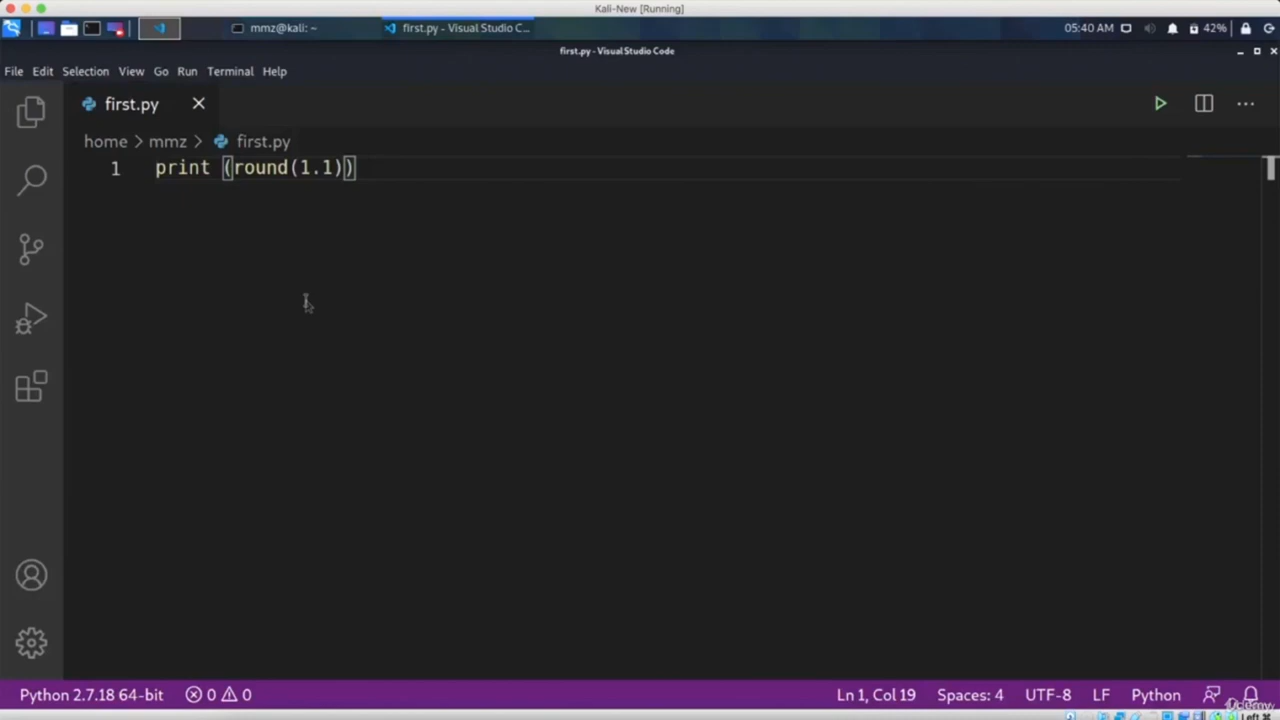 Kali-New [Running]
mmz@kali: ~
first.py - Visual Studio C...
05:40 AM
42%
first.py - Visual Studio Code
File Edit Selection View Go Run Terminal Help
first.py
home > mmz > first.py
1 print (round(1.1))
Python 2.7.18 64-bit
0
0
Ln 1, Col 19
Spaces: 4
UTF-8
LF
Python
Udemy
Left ⌘